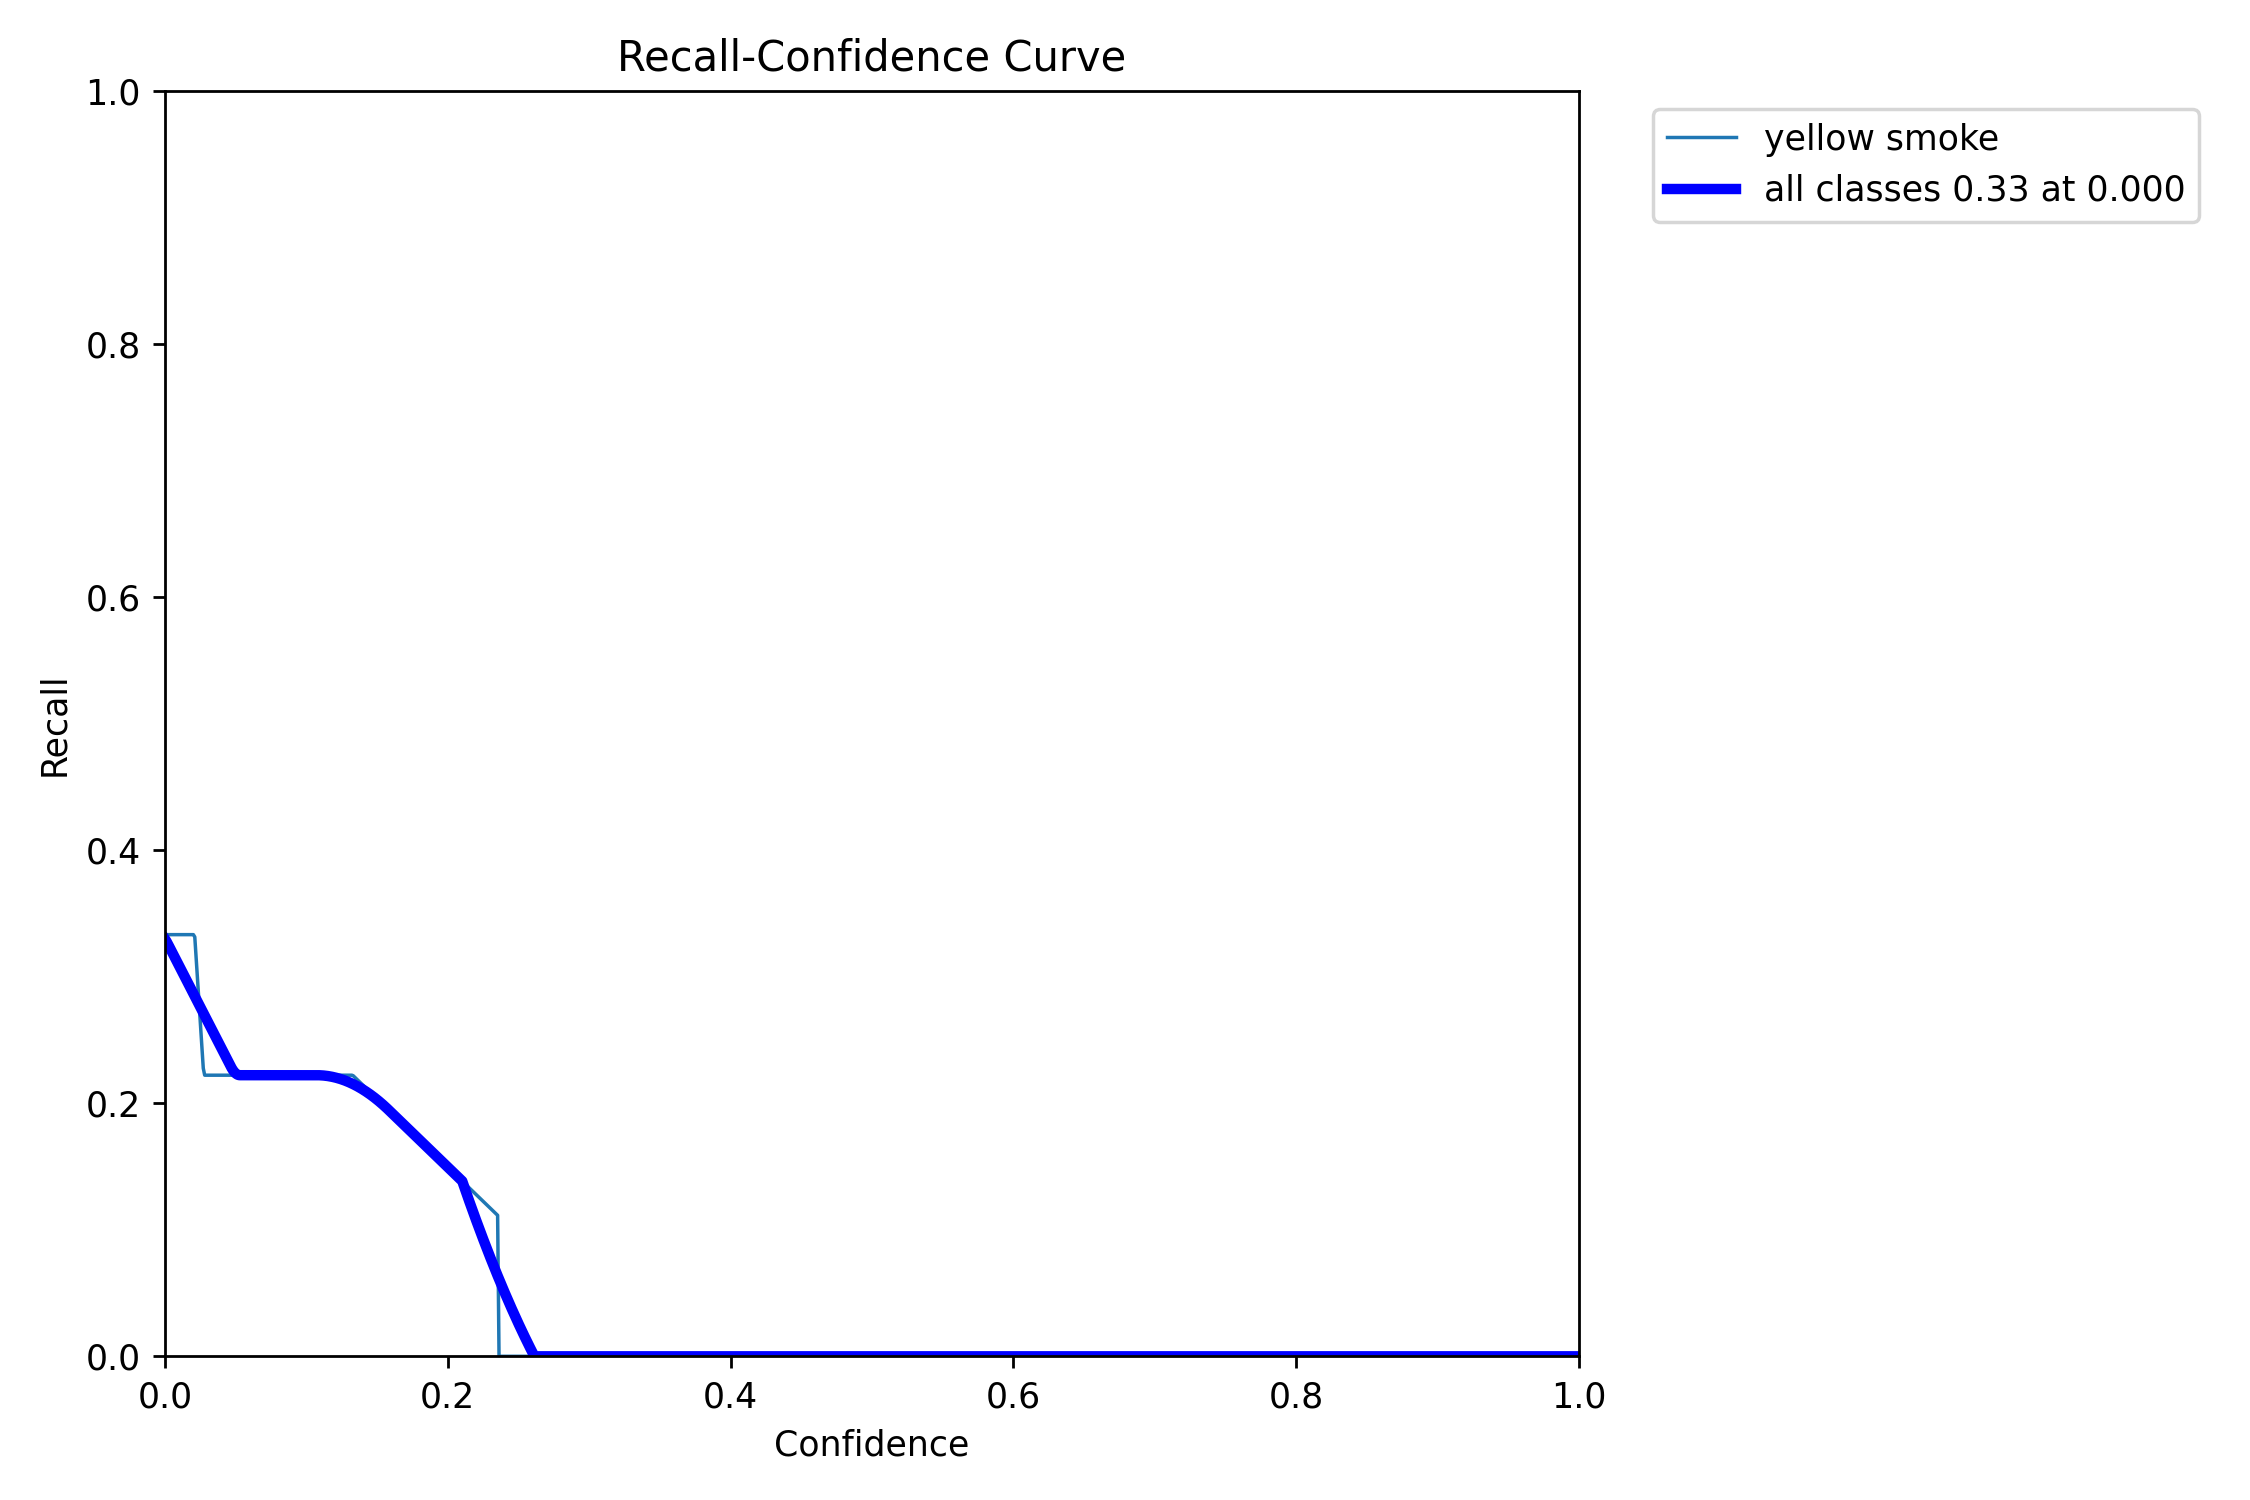 Recall-Confidence Curve
yellow smoke
all classes 0.33 at 0.000
1.0
0.8
0.6
0.4
0.2
0.0
Recall
0.0 0.2 0.4 0.6 0.8 1.0
Confidence